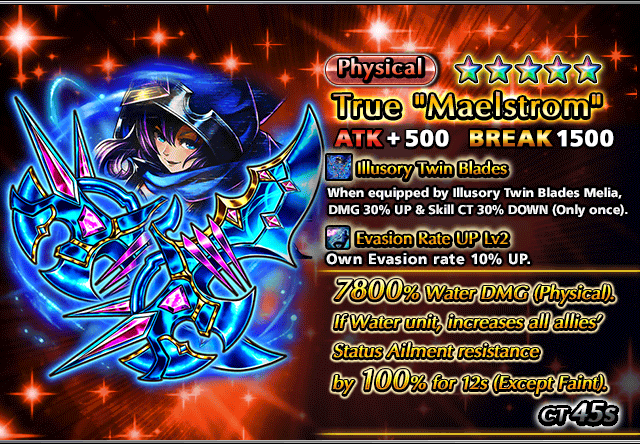 Physical
True "Maelstrom"
ATK+500 BREAK 1500
Illusory Twin Blades
When equipped by Illusory Twin Blades Melia,
DMG 30% UP & Skill CT 30% DOWN (Only once).
Evasion Rate UP Lv2
Own Evasion rate 10% UP.
7800% Water DMG (Physical).
If Water unit, increases all allies'
Status Ailment resistance
by 100% for 12s (Except Faint).
CT 45s